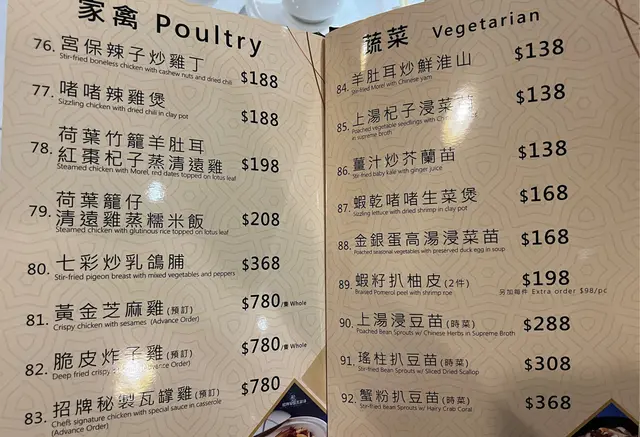 家禽 Poultry
76. 宮保辣子炒雞丁 $188
Stir-fried boneless chicken with cashew nuts and dried chili
77. 啫啫辣雞煲 $188
Sizzling chicken with dried chili in clay pot
78. 荷葉竹籠羊肚耳
紅棗杞子蒸清遠雞 $198
Steamed chicken with Morel, red dates topped on lotus leaf
79. 荷葉籠仔
清遠雞蒸糯米飯 $208
Steamed chicken with glutinous rice topped on lotus leaf
80. 七彩炒乳鴿脯 $368
Stir-fried pigeon breast with mixed vegetables and peppers
81. 黃金芝麻雞(預訂) $780/隻 Whole
Crispy chicken with sesames (Advance Order)
82. 脆皮炸子雞(預訂) $780/隻 Whole
Deep fried crispy (Advance Order)
83. 招牌秘製瓦罉雞(預訂) $780
Chef's signature chicken with special sauce in casserole
(Advance Order)
蔬菜 Vegetarian
84. 羊肚耳炒鮮淮山 $138
Stir-fried Morel with Chinese yam
85. 上湯杞子浸菜 $138
Poached vegetable seedlings with
in supreme broth
86. 薑汁炒芥蘭苗 $138
Stir-fried baby kale with ginger juice
87. 蝦乾啫啫生菜煲 $168
Sizzling lettuce with dried shrimp in clay pot
88. 金銀蛋高湯浸菜苗 $168
Poached seasonal vegetables with preserved duck egg in soup
89. 蝦籽扒柚皮(2件) $198
Braised Pomerol peel with shrimp roe
另加每件 Extra order $98/pc
90. 上湯浸豆苗(時菜) $288
Poached Bean Sprouts w/ Chinese Herbs in Supreme Broth
91. 瑤柱扒豆苗(時菜) $308
Stir-fried Bean Sprouts w/ Sliced Dried Scallop
92. 蟹粉扒豆苗(時菜) $368
Stir-fried Bean Sprouts w/ Hairy Crab Coral